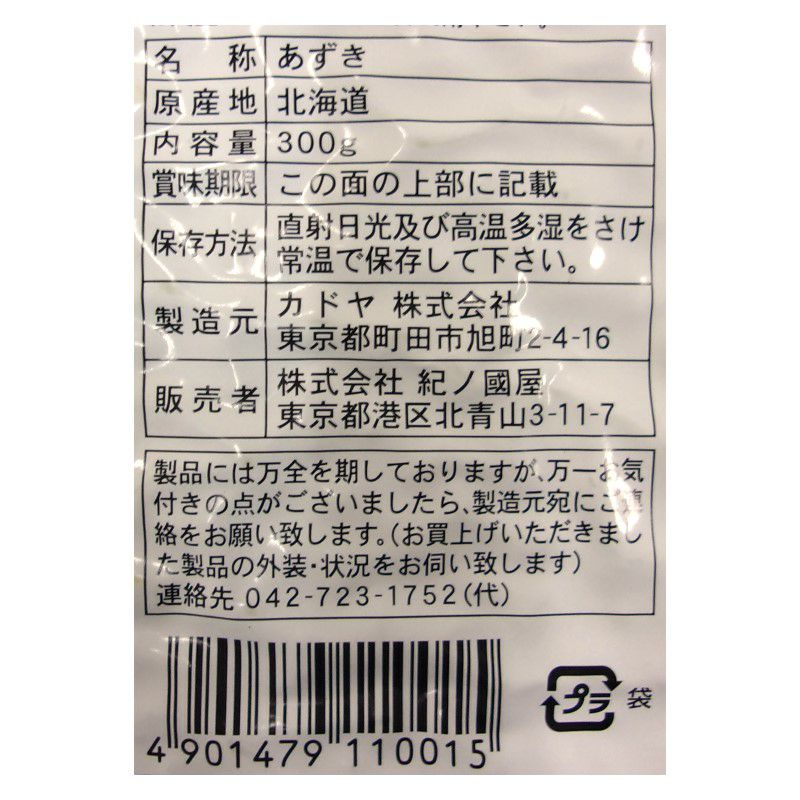 名称 あずき
原産地 北海道
内容量 300g
賞味期限 この面の上部に記載
保存方法 直射日光及び高温多湿をさけ
常温で保存して下さい。
製造元 カドヤ 株式会社
東京都町田市旭町2-4-16
販売者 株式会社 紀ノ國屋
東京都港区北青山3-11-7
製品には万全を期しておりますが、万一お気
付きの点がございましたら、製造元宛にご連
絡をお願い致します。(お買上げいただきまし
た製品の外装・状況をお伺い致します)
連絡先 042-723-1752(代)
4 901479 110015
プラ 袋